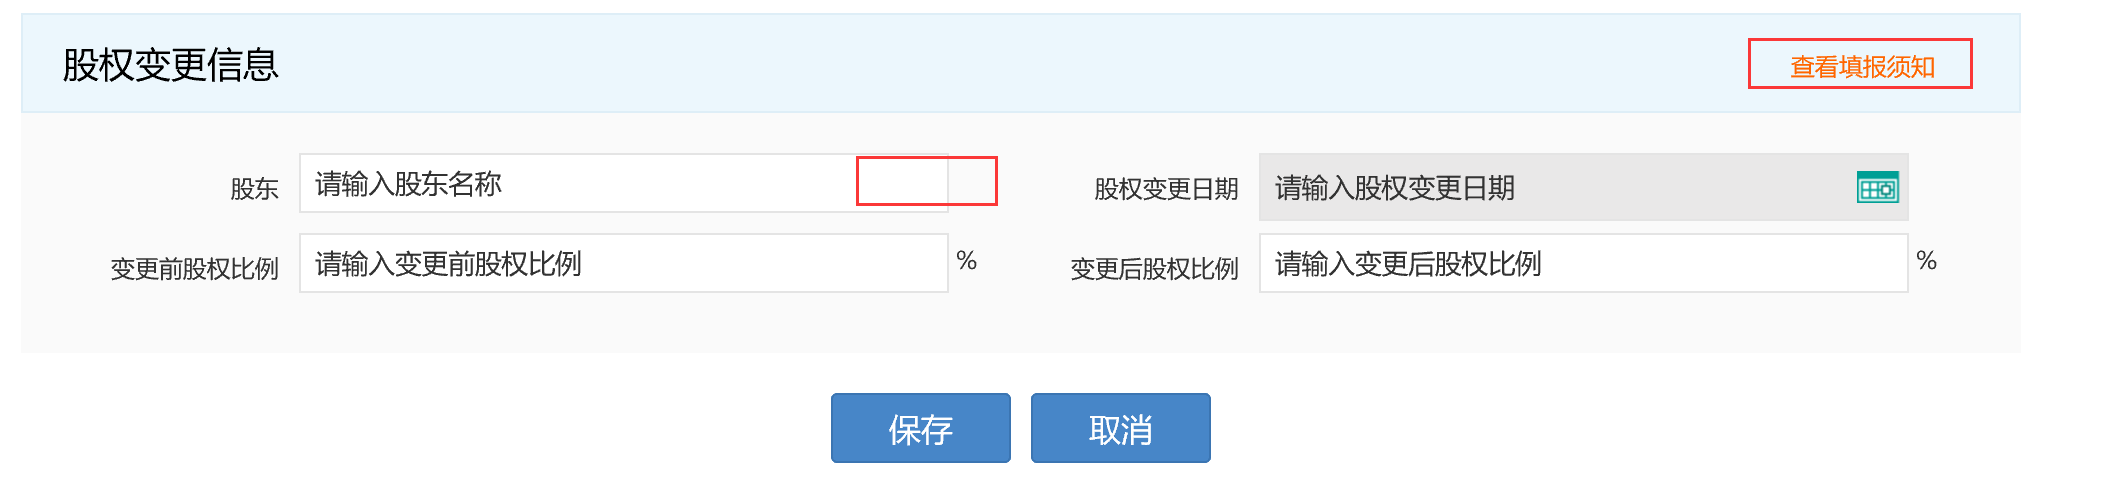 股权变更信息 查看填报须知
股东 请输入股东名称 股权变更日期 请输入股权变更日期
变更前股权比例 请输入变更前股权比例 % 变更后股权比例 请输入变更后股权比例 %
保存 取消